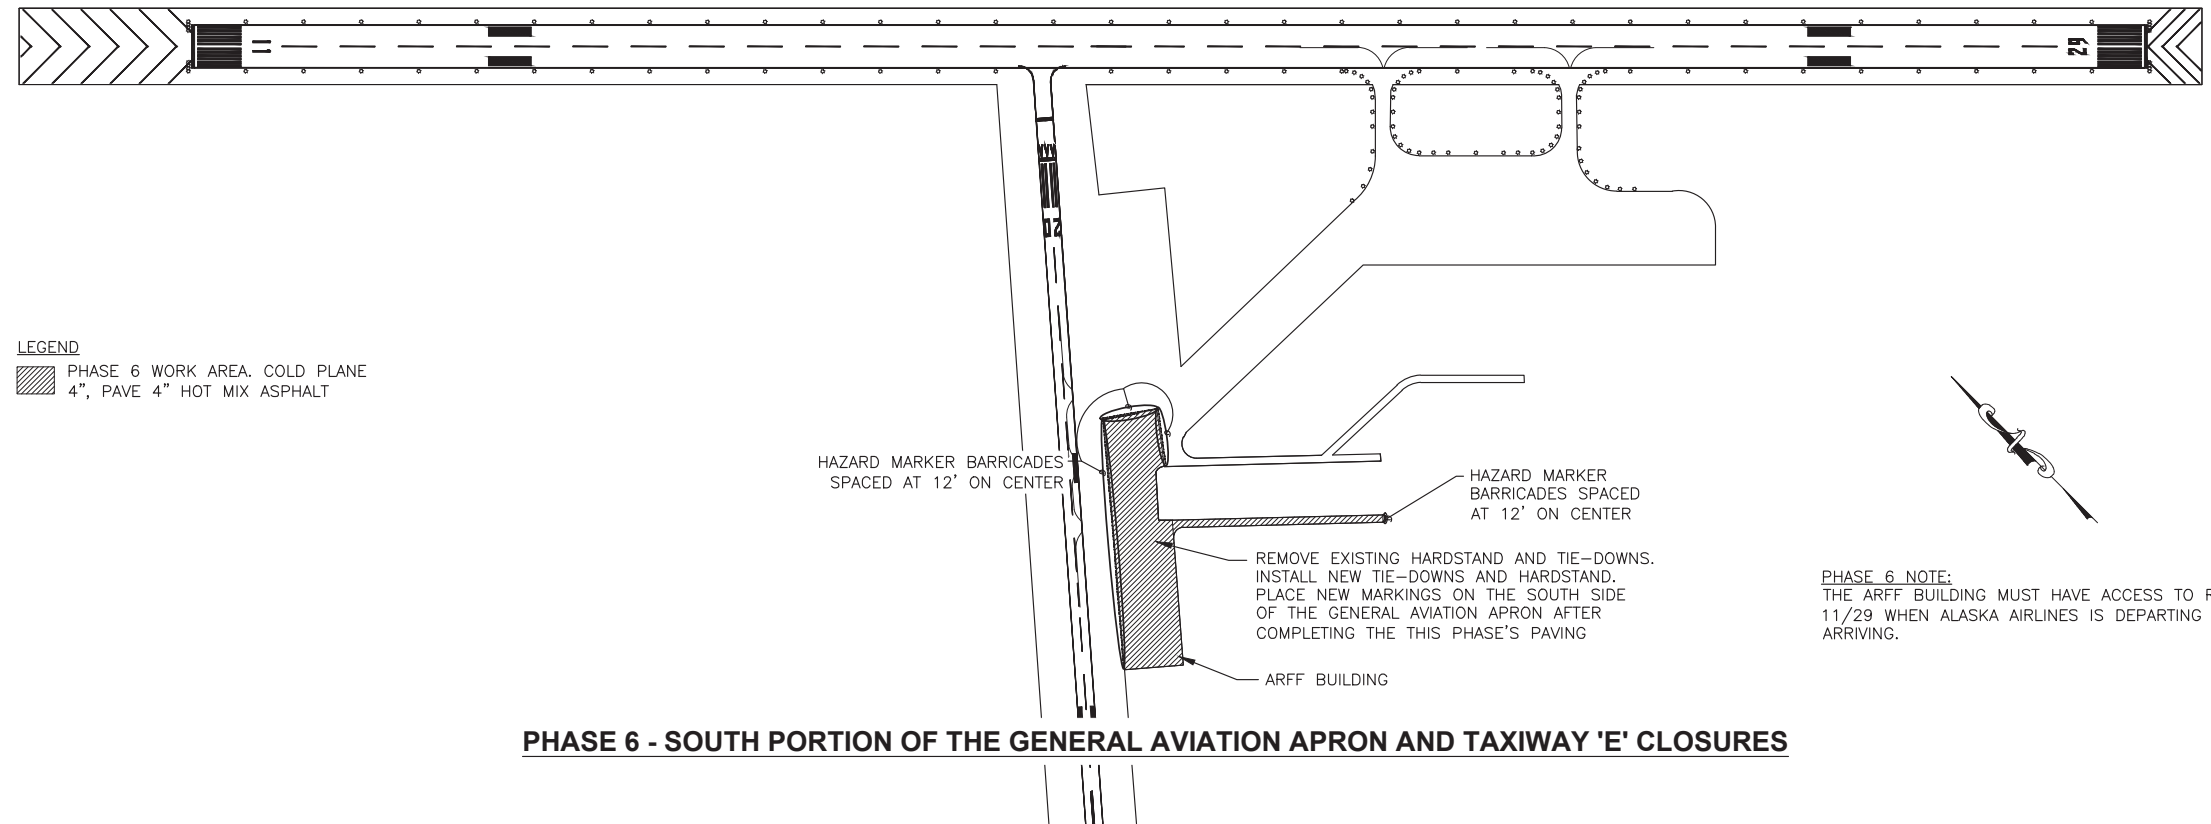 11
29
20
LEGEND
PHASE 6 WORK AREA. COLD PLANE
4", PAVE 4" HOT MIX ASPHALT
HAZARD MARKER BARRICADES
SPACED AT 12' ON CENTER
HAZARD MARKER
BARRICADES SPACED
AT 12' ON CENTER
REMOVE EXISTING HARDSTAND AND TIE-DOWNS.
INSTALL NEW TIE-DOWNS AND HARDSTAND.
PLACE NEW MARKINGS ON THE SOUTH SIDE
OF THE GENERAL AVIATION APRON AFTER
COMPLETING THE THIS PHASE'S PAVING
ARFF BUILDING
PHASE 6 NOTE:
THE ARFF BUILDING MUST HAVE ACCESS TO
11/29 WHEN ALASKA AIRLINES IS DEPARTING
ARRIVING.
PHASE 6 - SOUTH PORTION OF THE GENERAL AVIATION APRON AND TAXIWAY 'E' CLOSURES